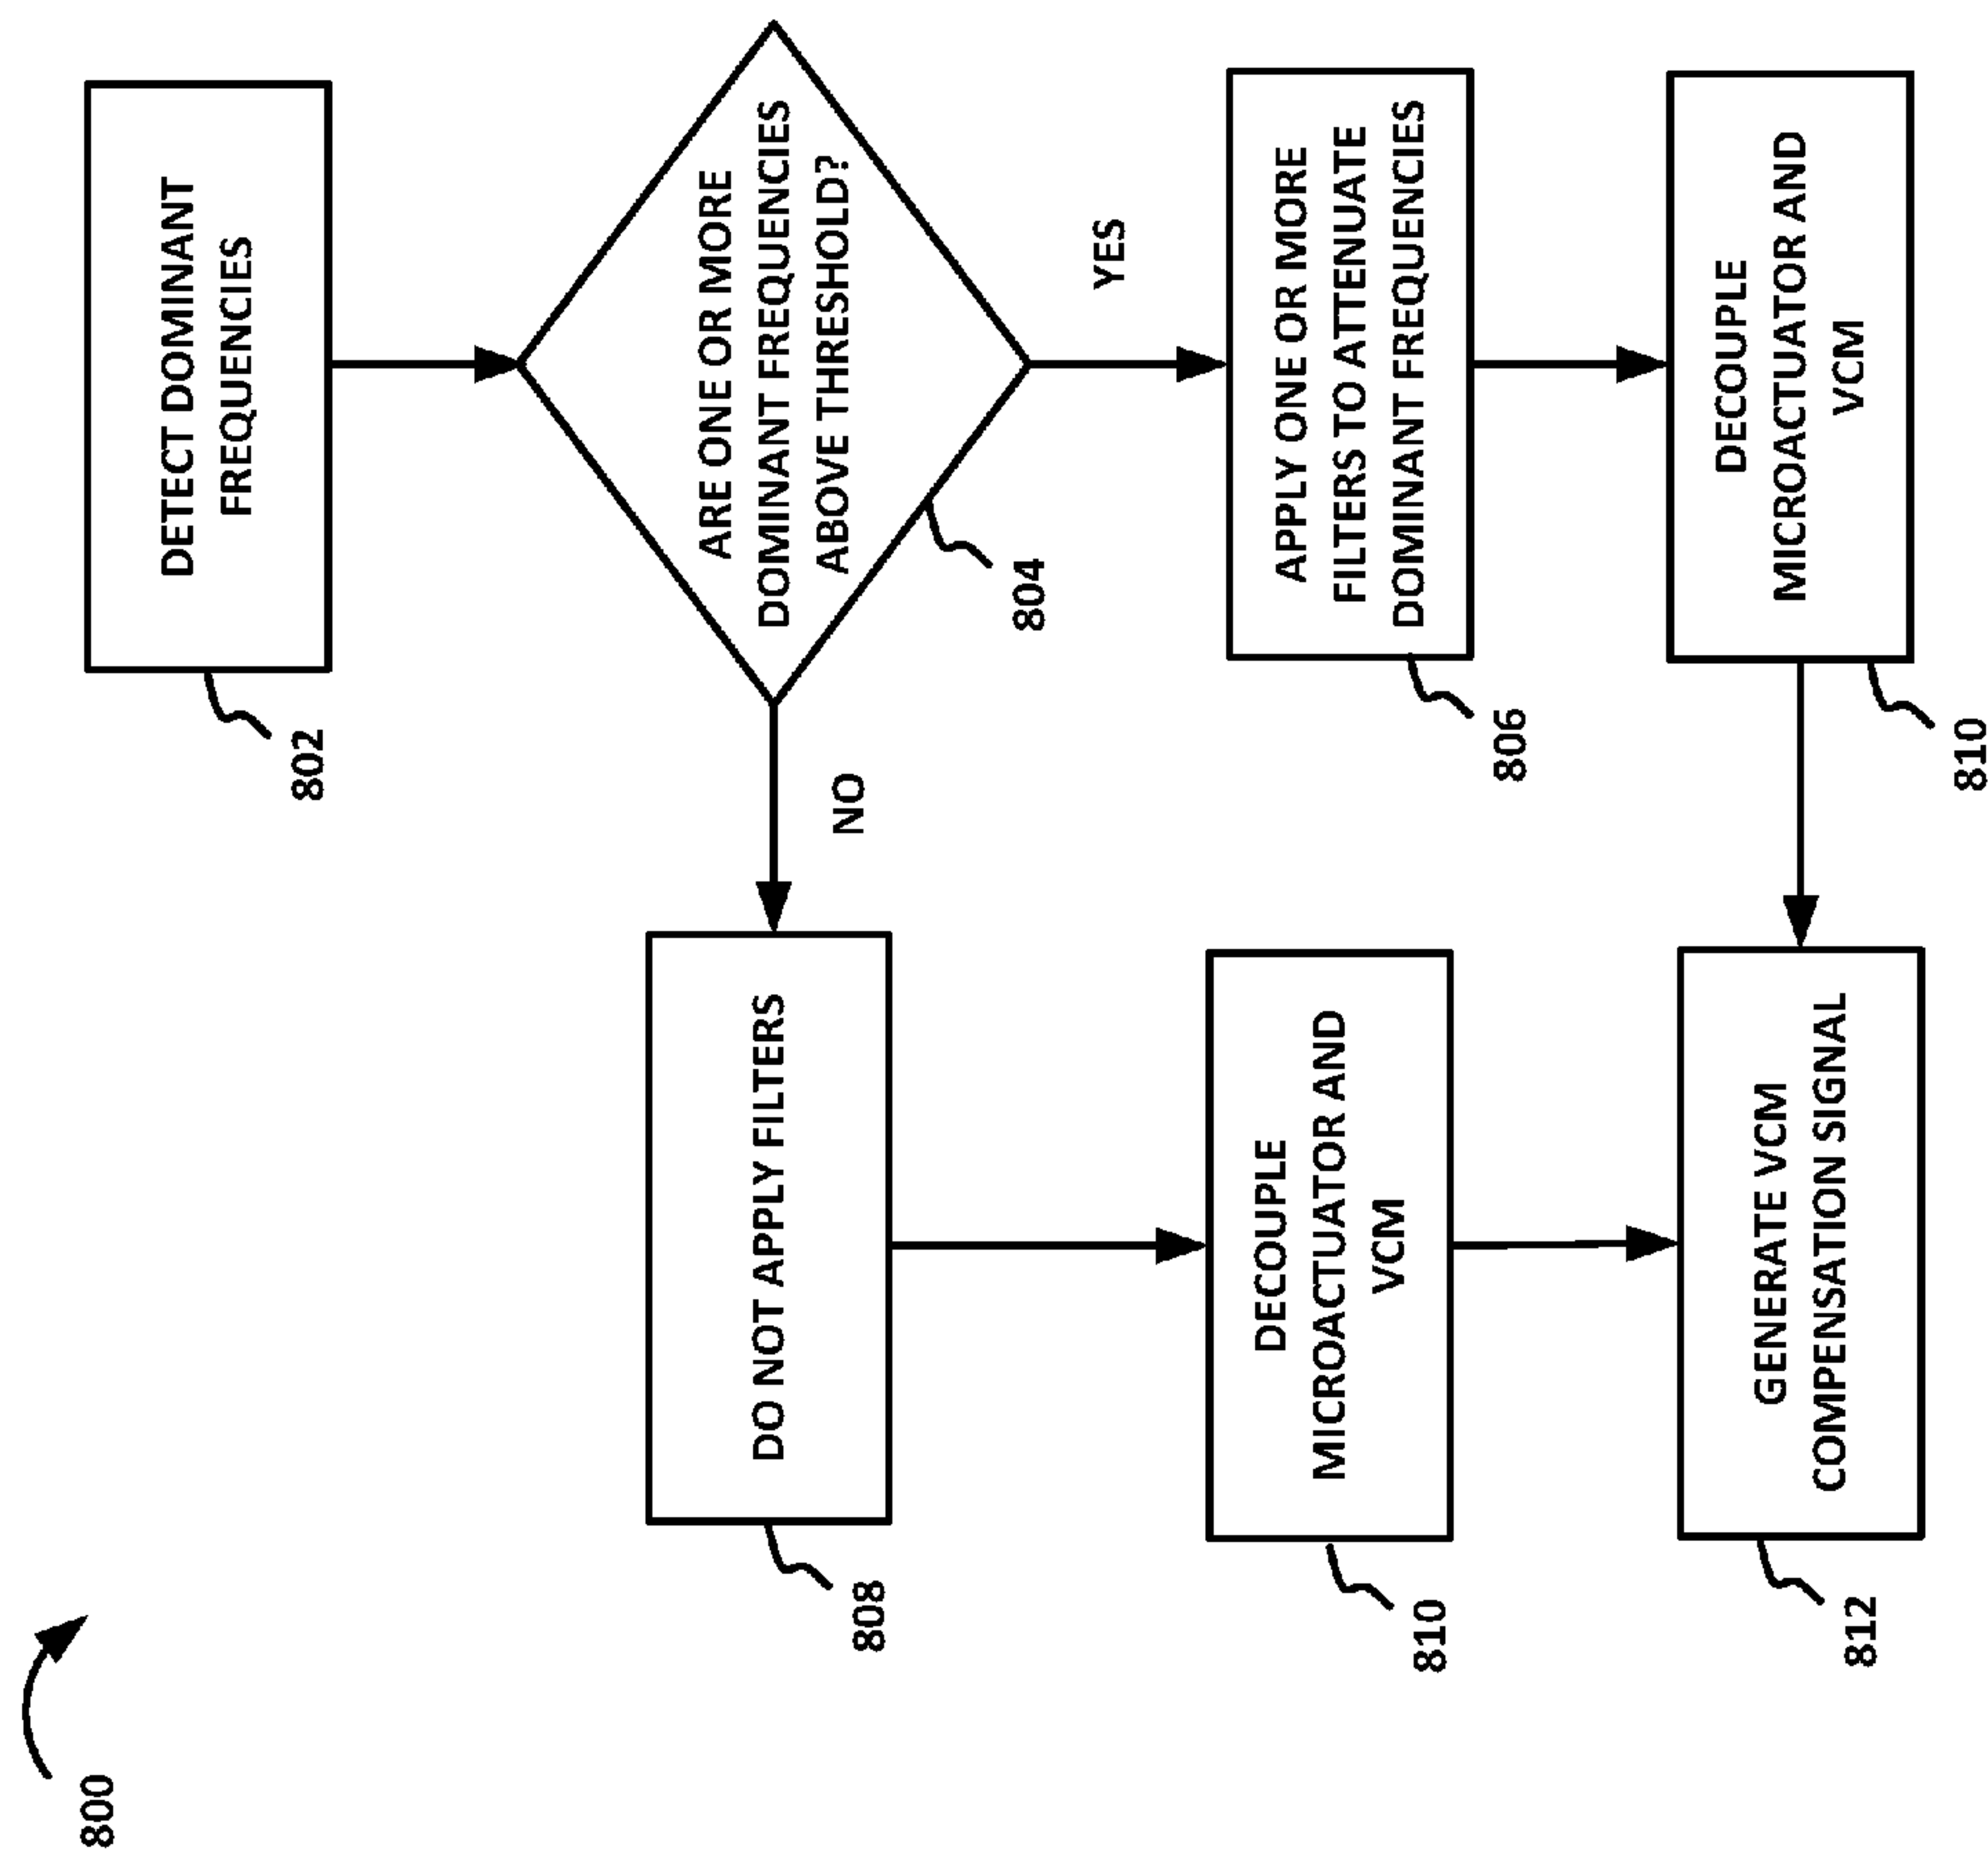 800
DETECT DOMINANT
FREQUENCIES
802
ARE ONE OR MORE
DOMINANT FREQUENCIES
ABOVE THRESHOLD?
804
NO
YES
DO NOT APPLY FILTERS
808
APPLY ONE OR MORE
FILTERS TO ATTENUATE
DOMINANT FREQUENCIES
806
DECOUPLE
MICROACTUATOR AND
VCM
810
DECOUPLE
MICROACTUATOR AND
VCM
810
GENERATE VCM
COMPENSATION SIGNAL
812